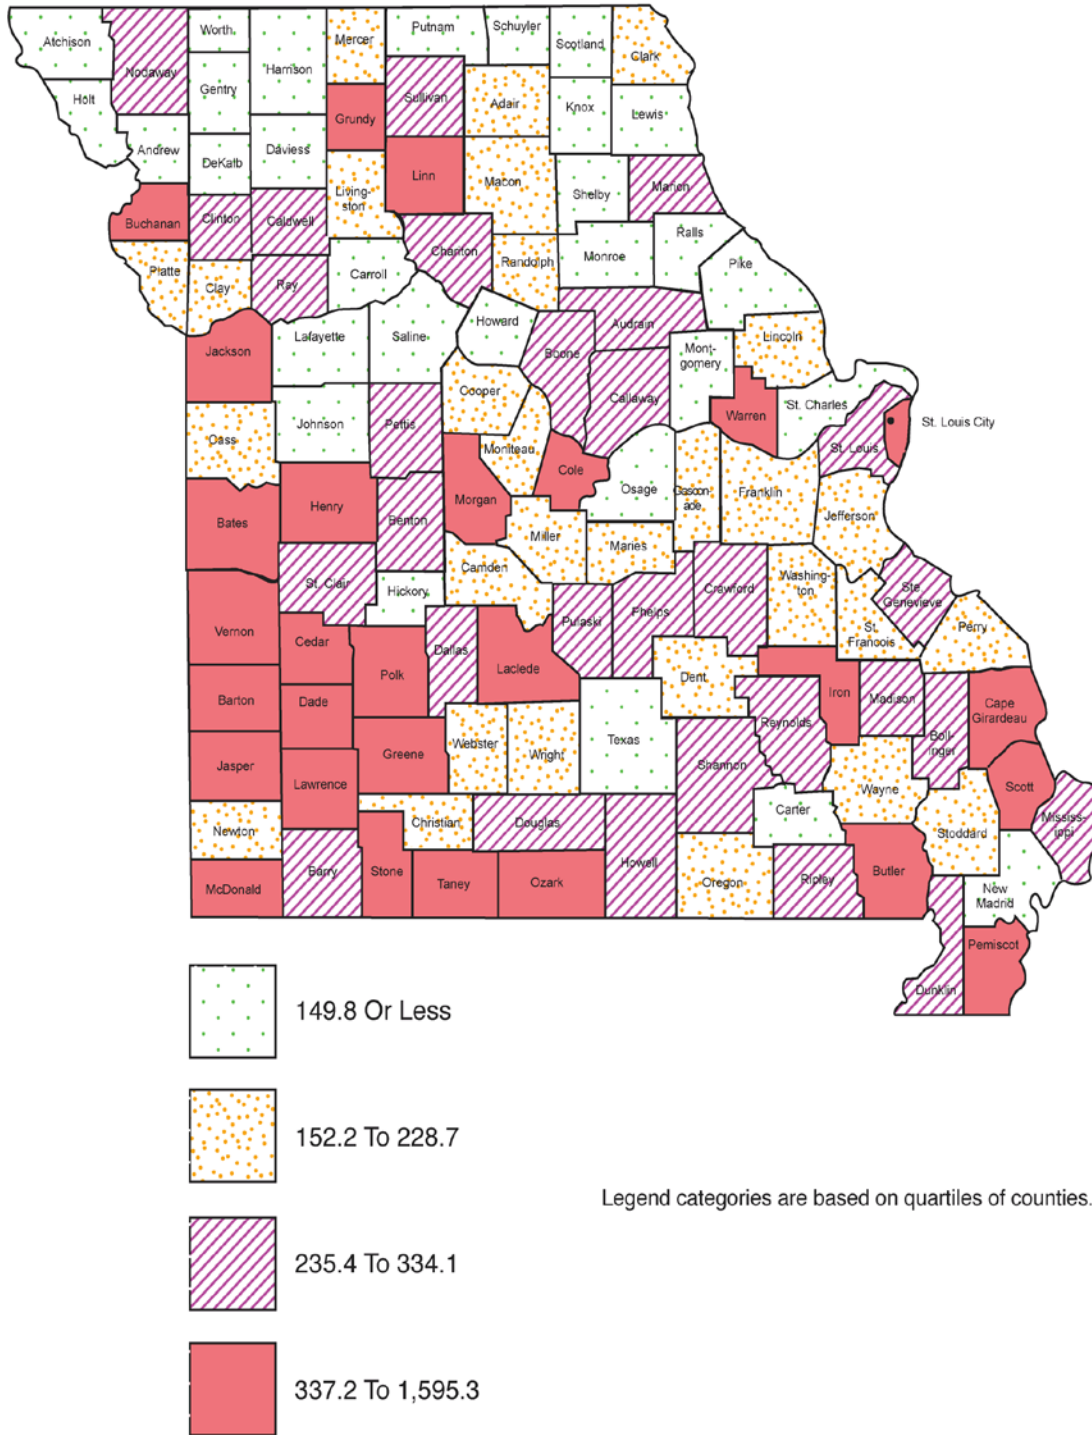 Atchison
Nodaway
Worth
Harrison
Mercer
Putnam
Schuyler
Scotland
Clark
Holt
Gentry
Grundy
Sullivan
Adair
Knox
Lewis
Andrew
DeKatb
Daviess
Living-
ston
Linn
Macon
Shelby
Marion
Buchanan
Clinton
Caldwell
Chariton
Randolph
Monroe
Ralls
Pike
Platte
Clay
Ray
Carroll
Howard
Audrain
Lincoln
Jackson
Lafayette
Saline
Boone
Mont-
gomery
Cooper
Callaway
Warren
St. Charles
Cass
Johnson
Pettis
Moniteau
Cole
St. Louis
St. Louis City
Bates
Henry
Benton
Morgan
Osage
Gascon-
ade
Franklin
Jefferson
Miller
Maries
St. Clair
Hickory
Camden
Pulaski
Phelps
Crawford
Washing-
ton
St.
Francois
Ste.
Genevieve
Perry
Vernon
Cedar
Polk
Dallas
Laclede
Dent
Iron
Madison
Cape
Girardeau
Barton
Dade
Greene
Webster
Wright
Texas
Reynolds
Boll-
inger
Jasper
Lawrence
Shannon
Wayne
Scott
Mississ-
ippi
Newton
Christian
Douglas
Carter
Stoddard
McDonald
Barry
Stone
Taney
Ozark
Howell
Oregon
Ripley
Butler
New
Madrid
Pemiscot
Dunklin
149.8 Or Less
152.2 To 228.7
Legend categories are based on quartiles of counties.
235.4 To 334.1
337.2 To 1,595.3